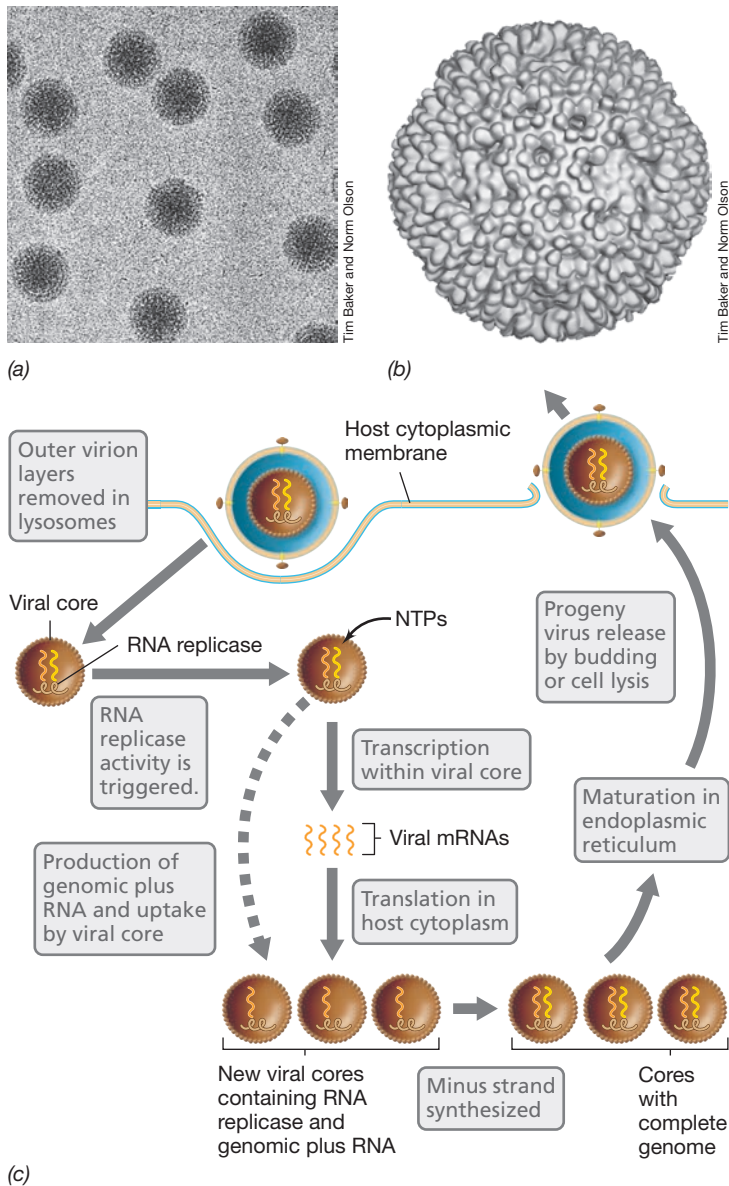 Tim Baker and Norm Olson
Tim Baker and Norm Olson
(a)
(b)
Outer virion
layers
removed in
lysosomes
Host cytoplasmic
membrane
Viral core
RNA replicase
NTPs
Progeny
virus release
by budding
or cell lysis
RNA
replicase
activity is
triggered.
Transcription
within viral core
Viral mRNAs
Maturation in
endoplasmic
reticulum
Production of
genomic plus
RNA and uptake
by viral core
Translation in
host cytoplasm
New viral cores
containing RNA
replicase and
genomic plus RNA
Minus strand
synthesized
Cores
with
complete
genome
(c)